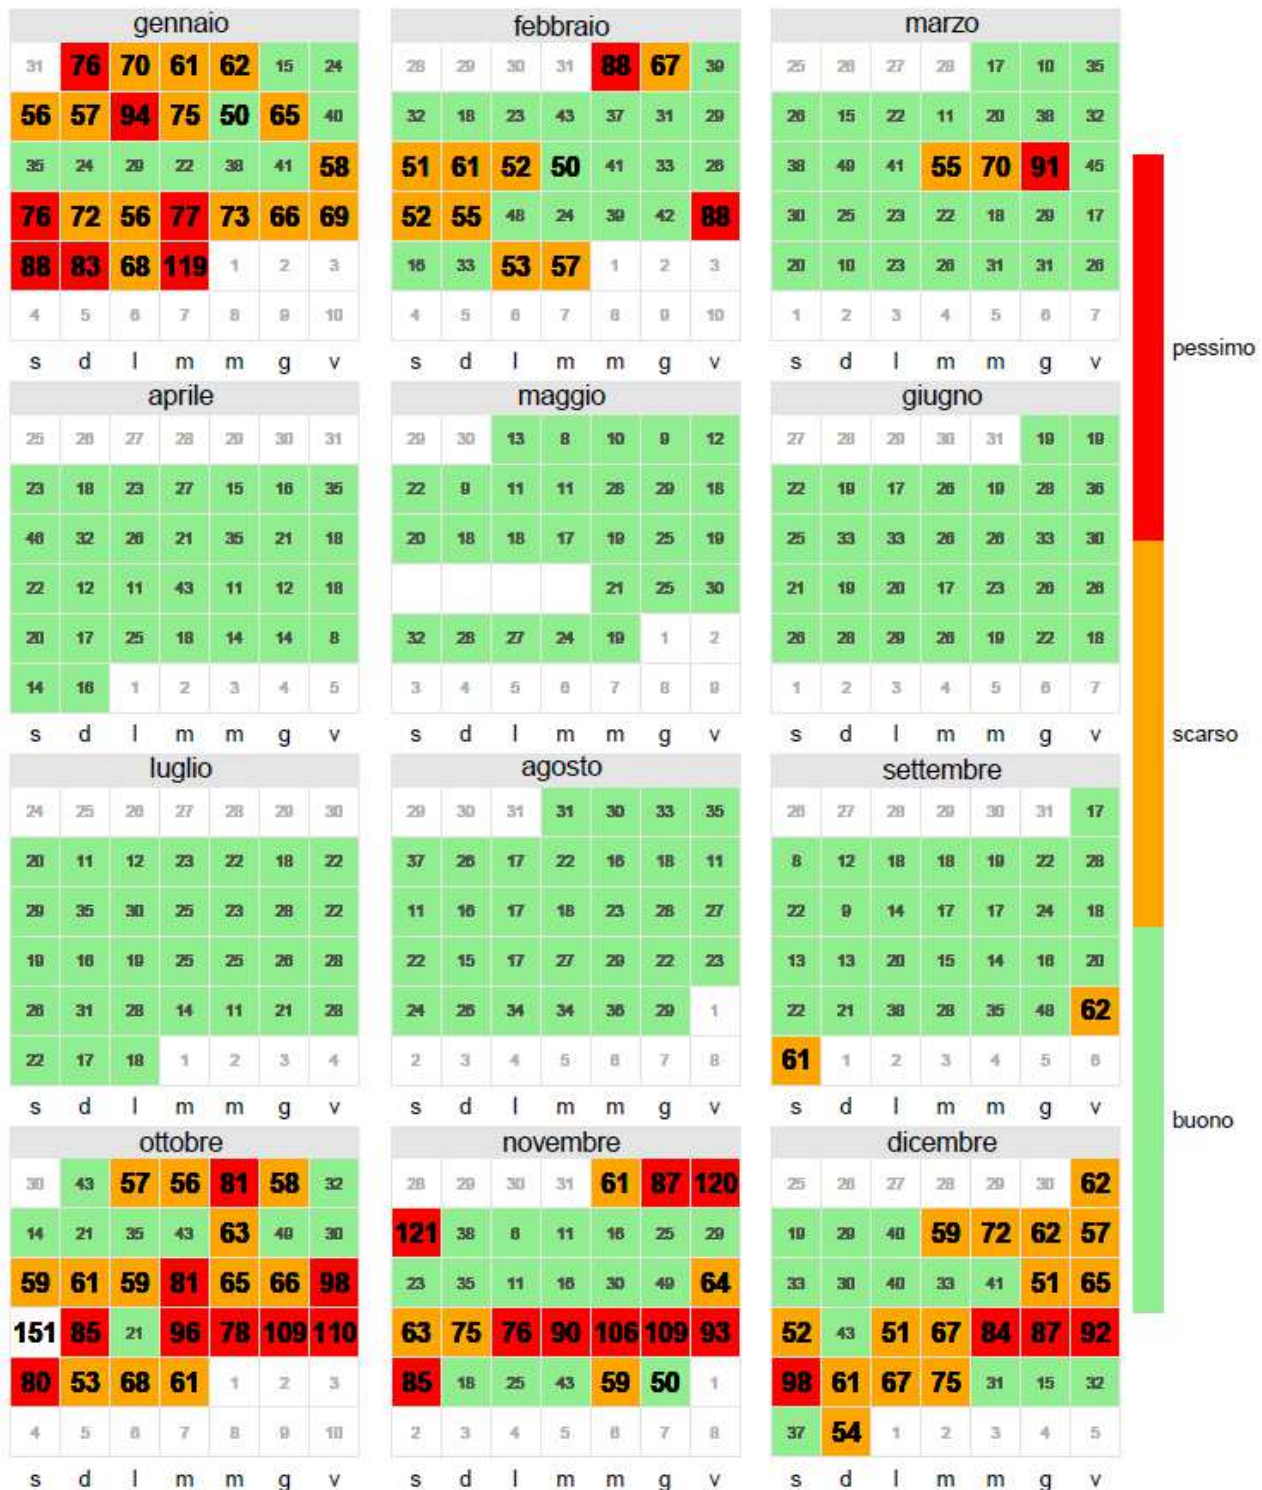 gennaio febbraio marzo
31 76 70 61 62 15 24 28 29 30 31 88 67 39 25 26 27 28 17 10 35
56 57 94 75 50 65 40 32 18 23 43 37 31 29 26 15 22 11 20 38 32
35 24 29 22 38 41 58 51 61 52 50 41 33 26 38 49 41 55 70 91 45
76 72 56 77 73 66 69 52 55 48 24 39 42 88 30 25 23 22 18 29 17
88 83 68 119 1 2 3 16 33 53 57 1 2 3 20 10 23 26 31 31 26
4 5 6 7 8 9 10 4 5 6 7 8 9 10 1 2 3 4 5 6 7
s d l m m g v s d l m m g v s d l m m g v
pessimo
aprile maggio giugno
25 26 27 28 29 30 31 29 30 13 8 10 9 12 27 28 29 30 31 19 19
23 18 23 27 15 16 35 22 9 11 11 28 29 18 22 19 17 26 19 28 36
46 32 26 21 35 21 18 20 18 18 17 19 25 19 25 33 33 26 26 33 30
22 12 11 43 11 12 18 21 25 30 21 19 20 17 23 26 26
20 17 25 18 14 14 8 32 28 27 24 19 1 2 26 28 29 26 19 22 18
14 16 1 2 3 4 5 3 4 5 6 7 8 9 1 2 3 4 5 6 7
s d l m m g v s d l m m g v s d l m m g v
scarso
luglio agosto settembre
24 25 26 27 28 29 30 29 30 31 31 30 33 35 26 27 28 29 30 31 17
20 11 12 23 22 18 22 37 26 17 22 16 18 11 8 12 18 18 19 22 28
29 35 30 25 23 28 22 11 16 17 18 23 28 27 22 9 14 17 17 24 18
19 16 19 25 25 26 28 22 15 17 27 29 22 23 13 13 20 15 14 16 20
26 31 28 14 11 21 28 24 26 34 34 36 29 1 22 21 38 28 35 48 62
22 17 18 1 2 3 4 2 3 4 5 6 7 8 61 1 2 3 4 5 6
s d l m m g v s d l m m g v s d l m m g v
buono
ottobre novembre dicembre
30 43 57 56 81 58 32 28 29 30 31 61 87 120 25 26 27 28 29 30 62
14 21 35 43 63 49 30 121 38 6 11 16 25 29 19 29 40 59 72 62 57
59 61 59 81 65 66 98 23 35 11 16 30 49 64 33 30 40 33 41 51 65
151 85 21 96 78 109 110 63 75 76 90 106 109 93 52 43 51 67 84 87 92
80 53 68 61 1 2 3 85 18 25 43 59 50 1 98 61 67 75 31 15 32
4 5 6 7 8 9 10 2 3 4 5 6 7 8 37 54 1 2 3 4 5
s d l m m g v s d l m m g v s d l m m g v